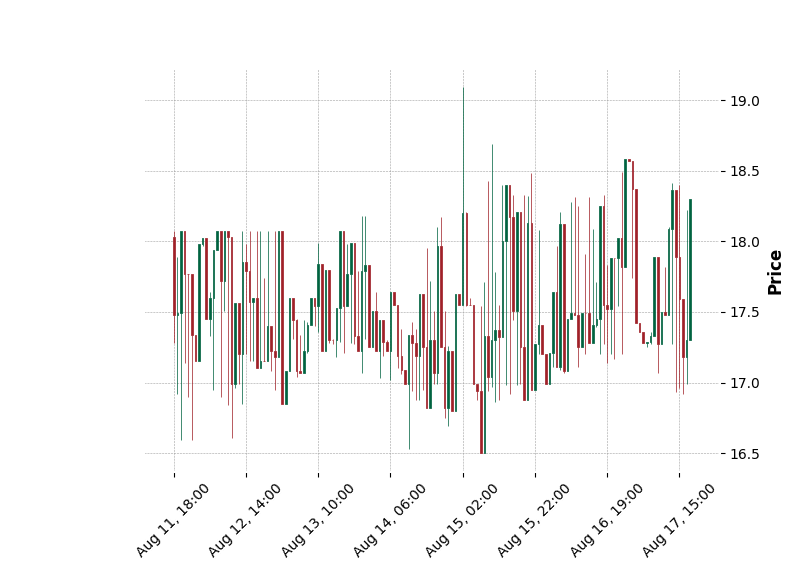 19.0
18.5
18.0
17.5
17.0
16.5
Price
Aug 11, 18:00
Aug 12, 14:00
Aug 13, 10:00
Aug 14, 06:00
Aug 15, 02:00
Aug 15, 22:00
Aug 16, 19:00
Aug 17, 15:00